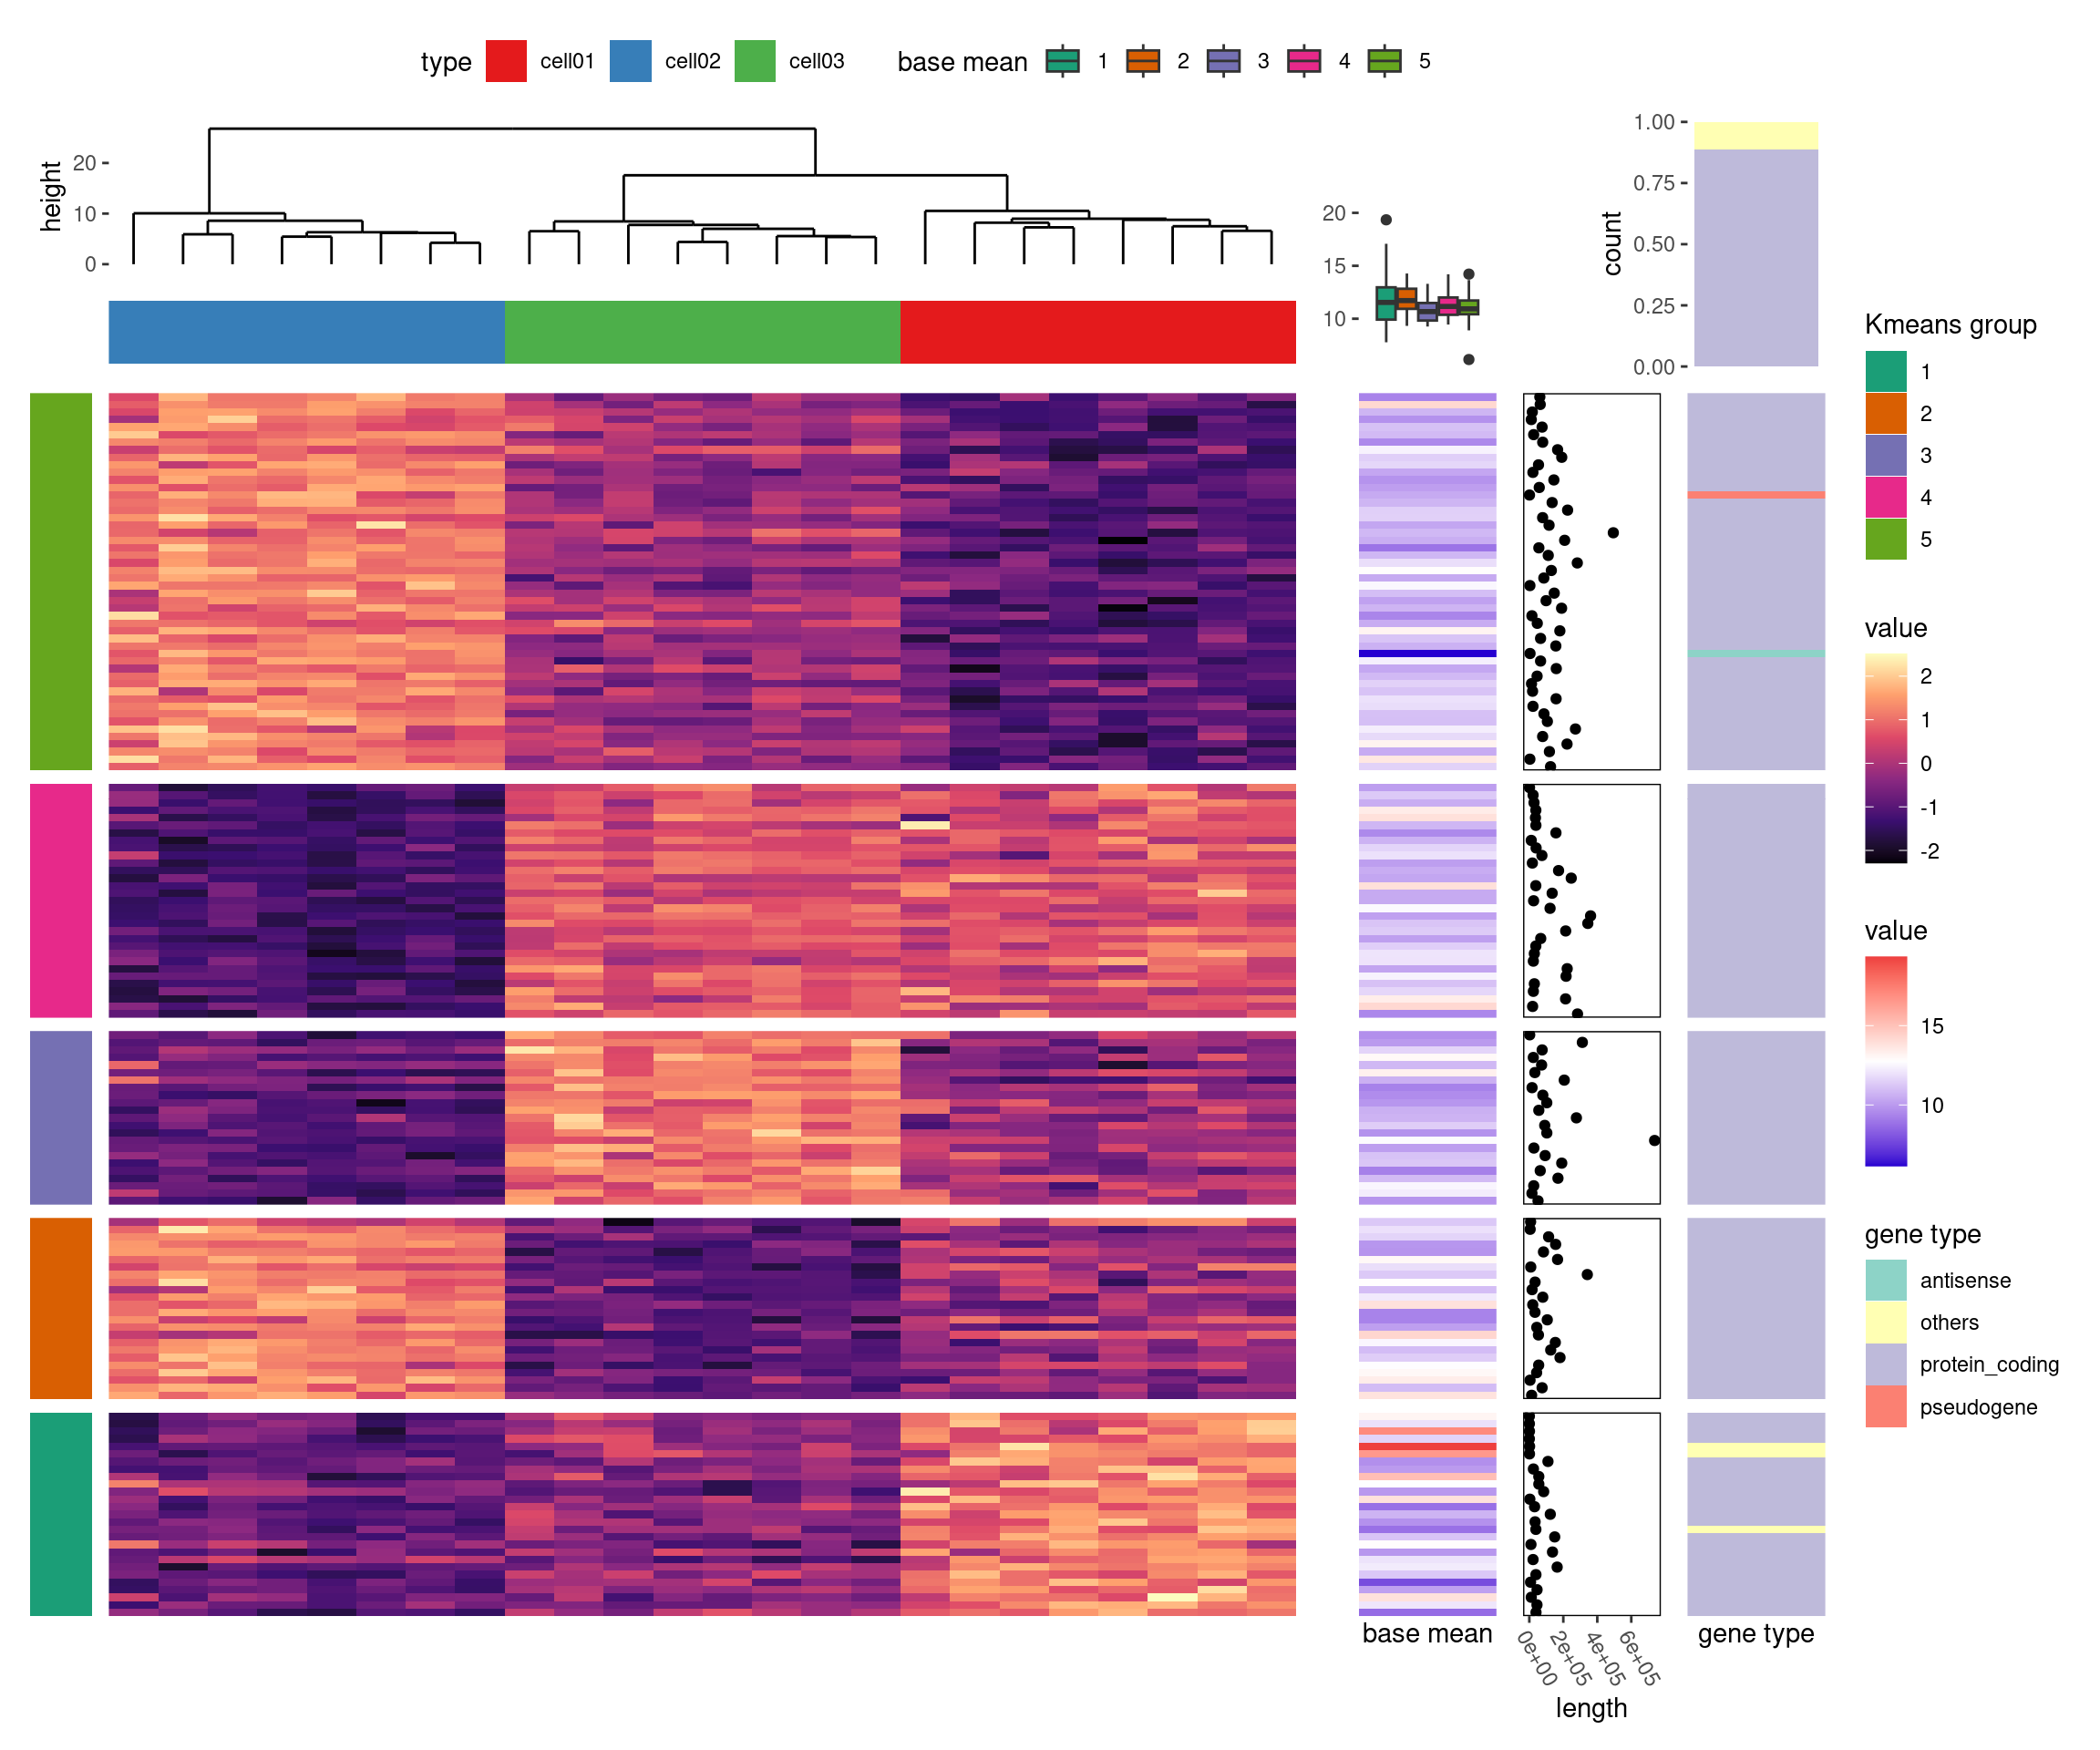 type cell01 cell02 cell03 base mean 1 2 3 4 5
height
20
10
0
20
15
10
count
1.00
0.75
0.50
0.25
0.00
Kmeans group
1
2
3
4
5
value
2
1
0
-1
-2
value
15
10
gene type
antisense
others
protein_coding
pseudogene
base mean
0e+00 2e+05 4e+05 6e+05
length
gene type